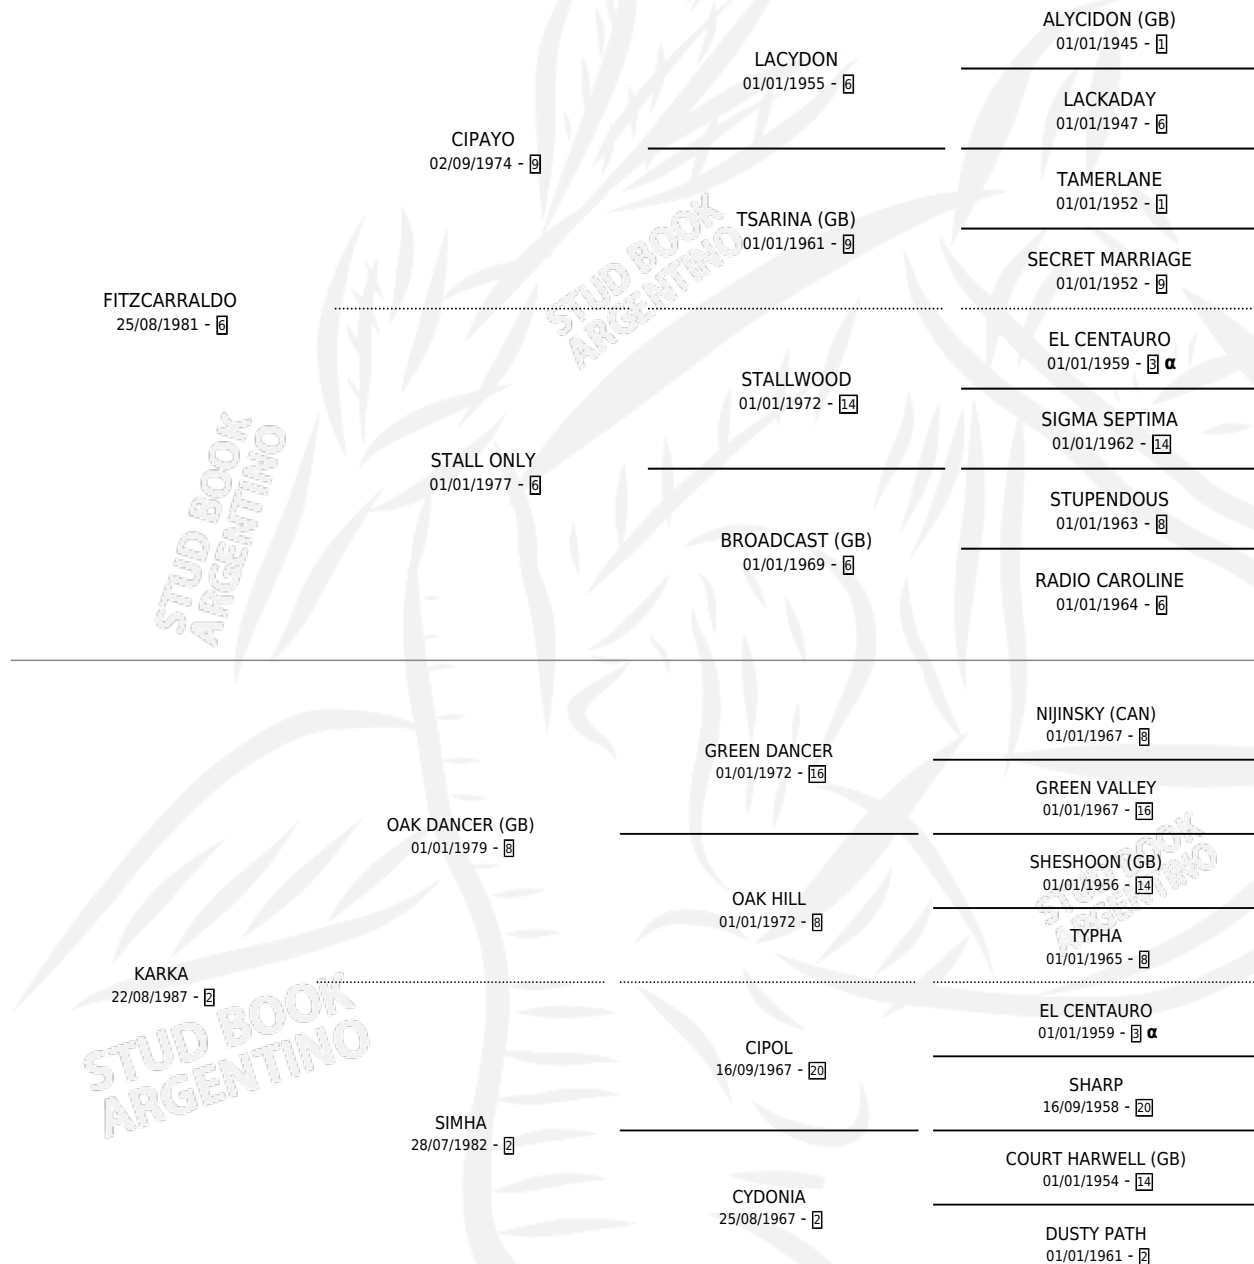 ALYCIDON (GB)
01/01/1945 - 1
LACYDON
01/01/1955 - 6
LACKADAY
01/01/1947 - 6
CIPAYO
02/09/1974 - 9
TAMERLANE
01/01/1952 - 1
TSARINA (GB)
01/01/1961 - 9
SECRET MARRIAGE
01/01/1952 - 9
FITZCARRALDO
25/08/1981 - 6
EL CENTAURO
01/01/1959 - 3 α
STALLWOOD
01/01/1972 - 14
SIGMA SEPTIMA
01/01/1962 - 14
STALL ONLY
01/01/1977 - 6
STUPENDOUS
01/01/1963 - 8
BROADCAST (GB)
01/01/1969 - 6
RADIO CAROLINE
01/01/1964 - 6
NIJINSKY (CAN)
01/01/1967 - 8
GREEN DANCER
01/01/1972 - 16
GREEN VALLEY
01/01/1967 - 16
OAK DANCER (GB)
01/01/1979 - 8
SHESHOON (GB)
01/01/1956 - 14
OAK HILL
01/01/1972 - 8
TYPHA
01/01/1965 - 8
KARKA
22/08/1987 - 2
EL CENTAURO
01/01/1959 - 3 α
CIPOL
16/09/1967 - 20
SHARP
16/09/1958 - 20
SIMHA
28/07/1982 - 2
COURT HARWELL (GB)
01/01/1954 - 14
CYDONIA
25/08/1967 - 2
DUSTY PATH
01/01/1961 - 2
STUD BOOK
ARGENTINO
STUD BOOK
ARGENTINO
STUD BOOK
ARGENTINO
STUD BOOK
ARGENTINO